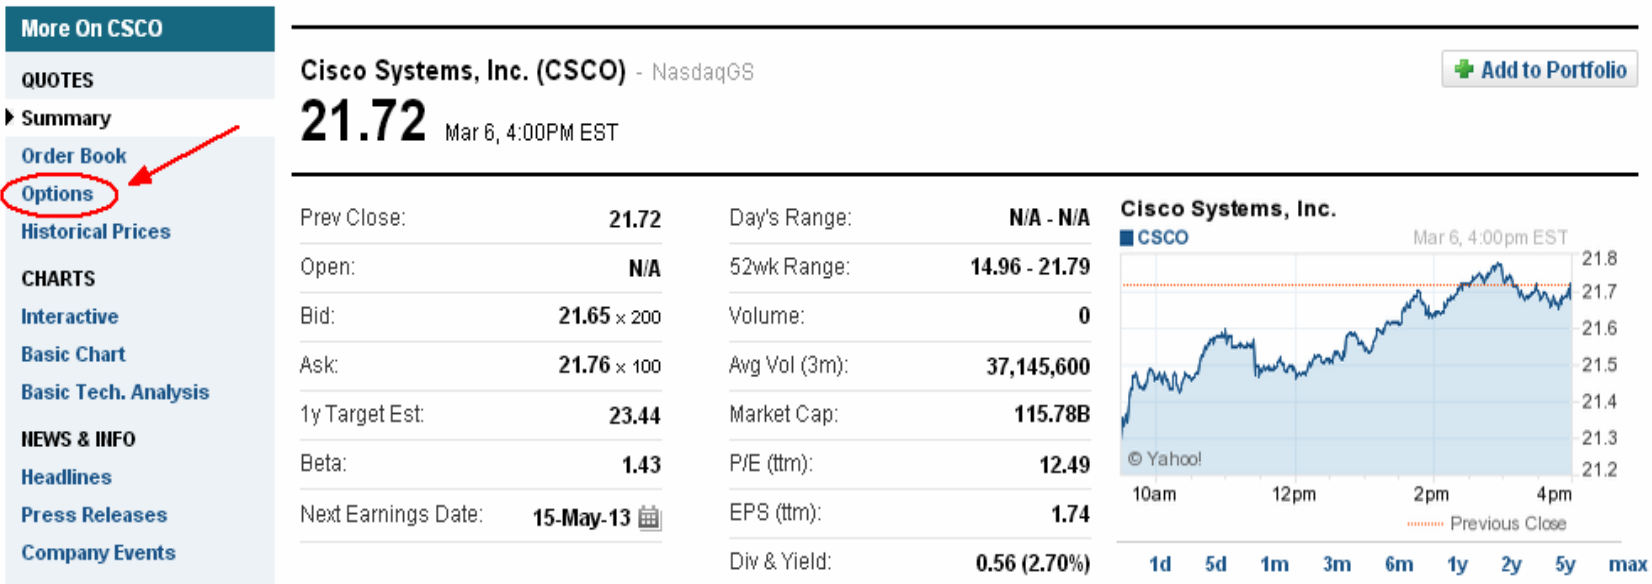 More On CSCO
QUOTES
Summary
Order Book
Options
Historical Prices
CHARTS
Interactive
Basic Chart
Basic Tech. Analysis
NEWS & INFO
Headlines
Press Releases
Company Events
Cisco Systems, Inc. (CSCO) - NasdaqGS
Add to Portfolio
21.72 Mar 6, 4:00PM EST
Prev Close: 21.72
Open: N/A
Bid: 21.65 x 200
Ask: 21.76 x 100
1y Target Est: 23.44
Beta: 1.43
Next Earnings Date: 15-May-13
Day's Range: N/A - N/A
52wk Range: 14.96 - 21.79
Volume: 0
Avg Vol (3m): 37,145,600
Market Cap: 115.78B
P/E (ttm): 12.49
EPS (ttm): 1.74
Div & Yield: 0.56 (2.70%)
Cisco Systems, Inc.
CSCO Mar 6, 4:00pm EST
21.8
21.7
21.6
21.5
21.4
21.3
21.2
© Yahoo!
10am 12pm 2pm 4pm
Previous Close
1d 5d 1m 3m 6m 1y 2y 5y max